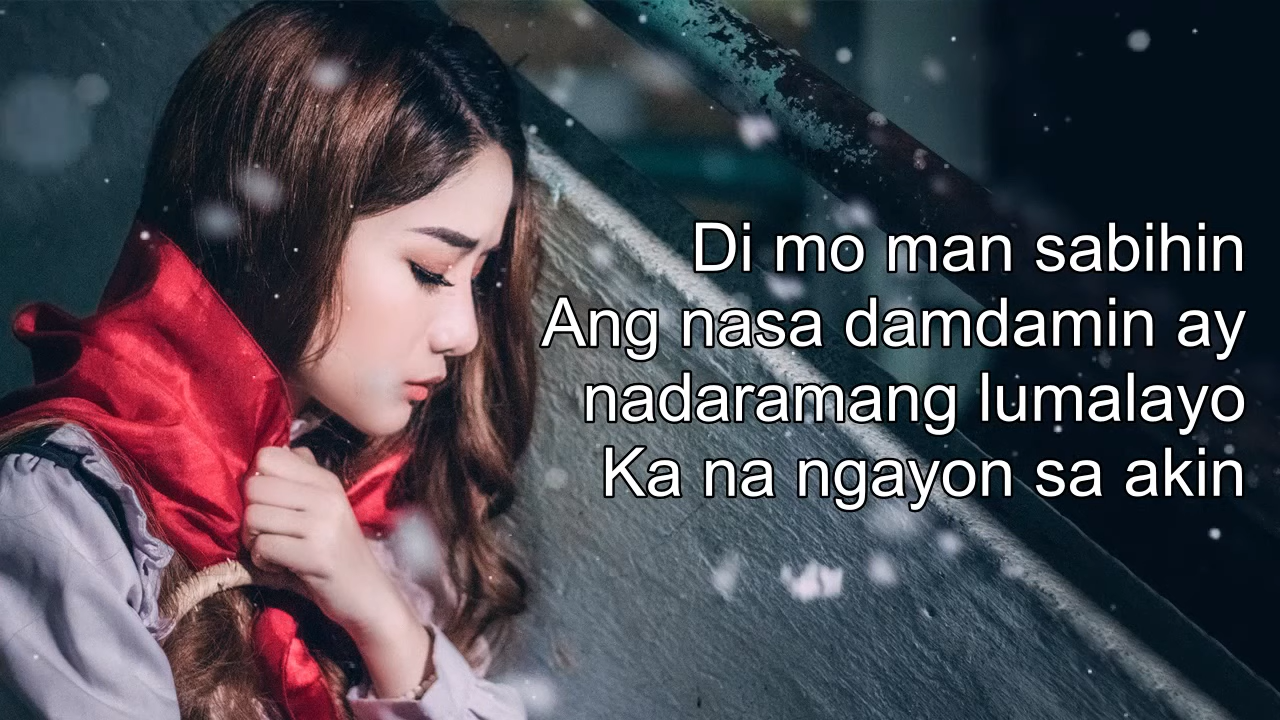 Di mo man sabihin
Ang nasa damdamin ay
nadaramang lumalayo
Ka na ngayon sa akin